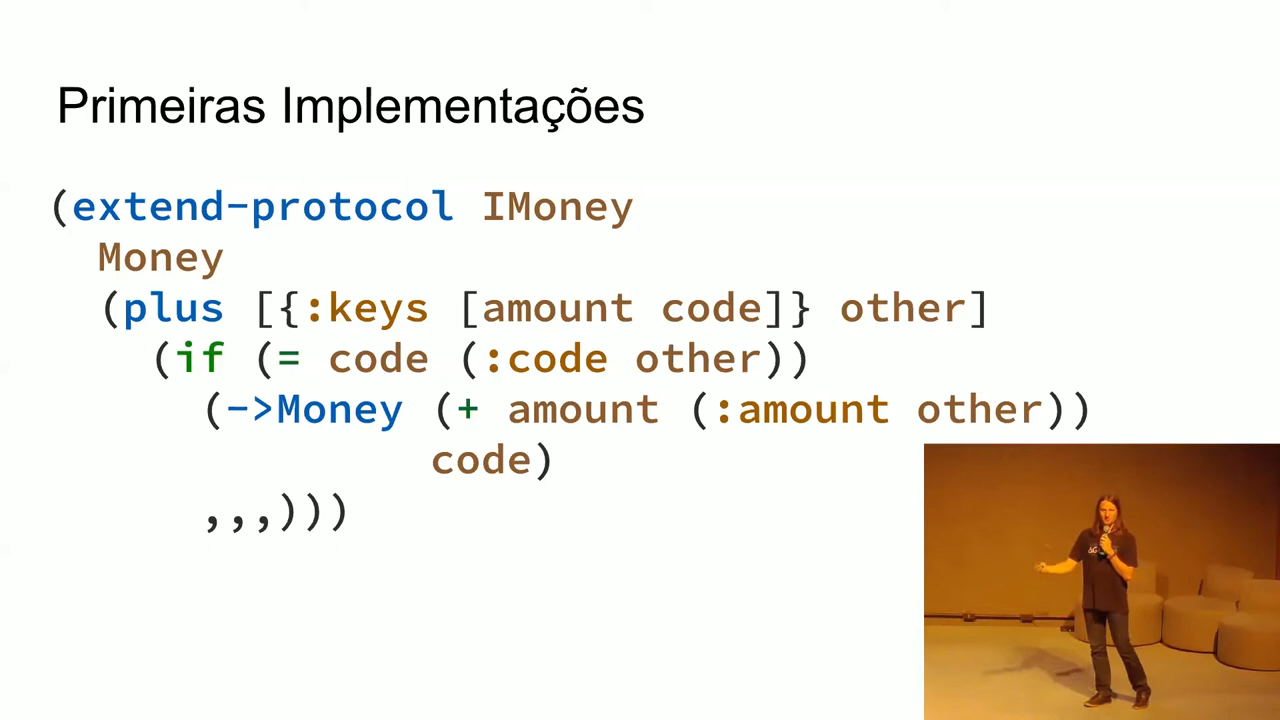 Primeiras Implementações
(extend-protocol IMoney
  Money
  (plus [{:keys [amount code]} other]
    (if (= code (:code other))
      (->Money (+ amount (:amount other))
               code)
      ,,,)))